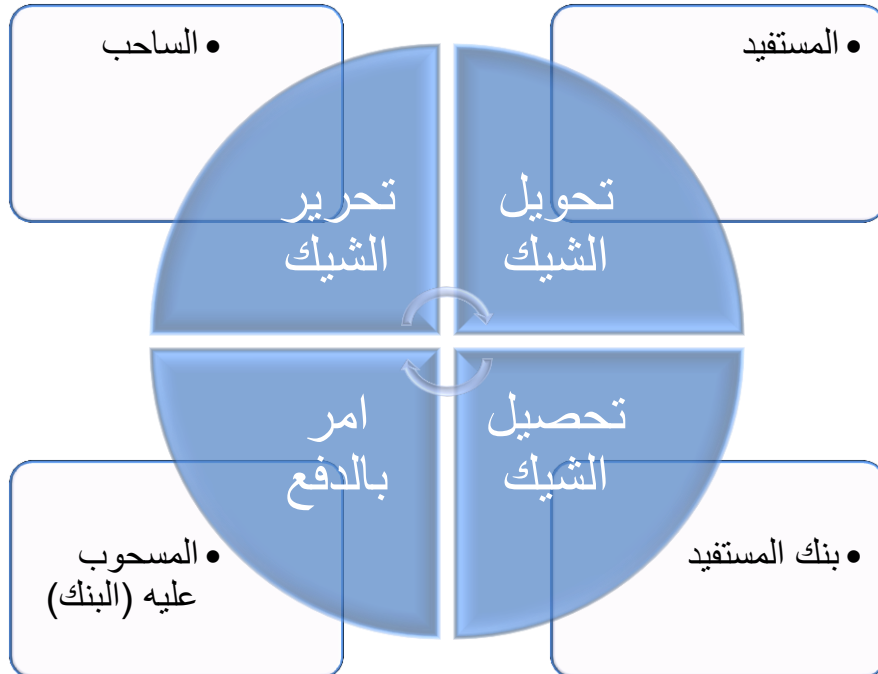 • المستفيد
• الساحب
تحويل
الشيك
تحرير
الشيك
تحصيل
الشيك
امر
بالدفع
• بنك المستفيد
• المسحوب
عليه (البنك)